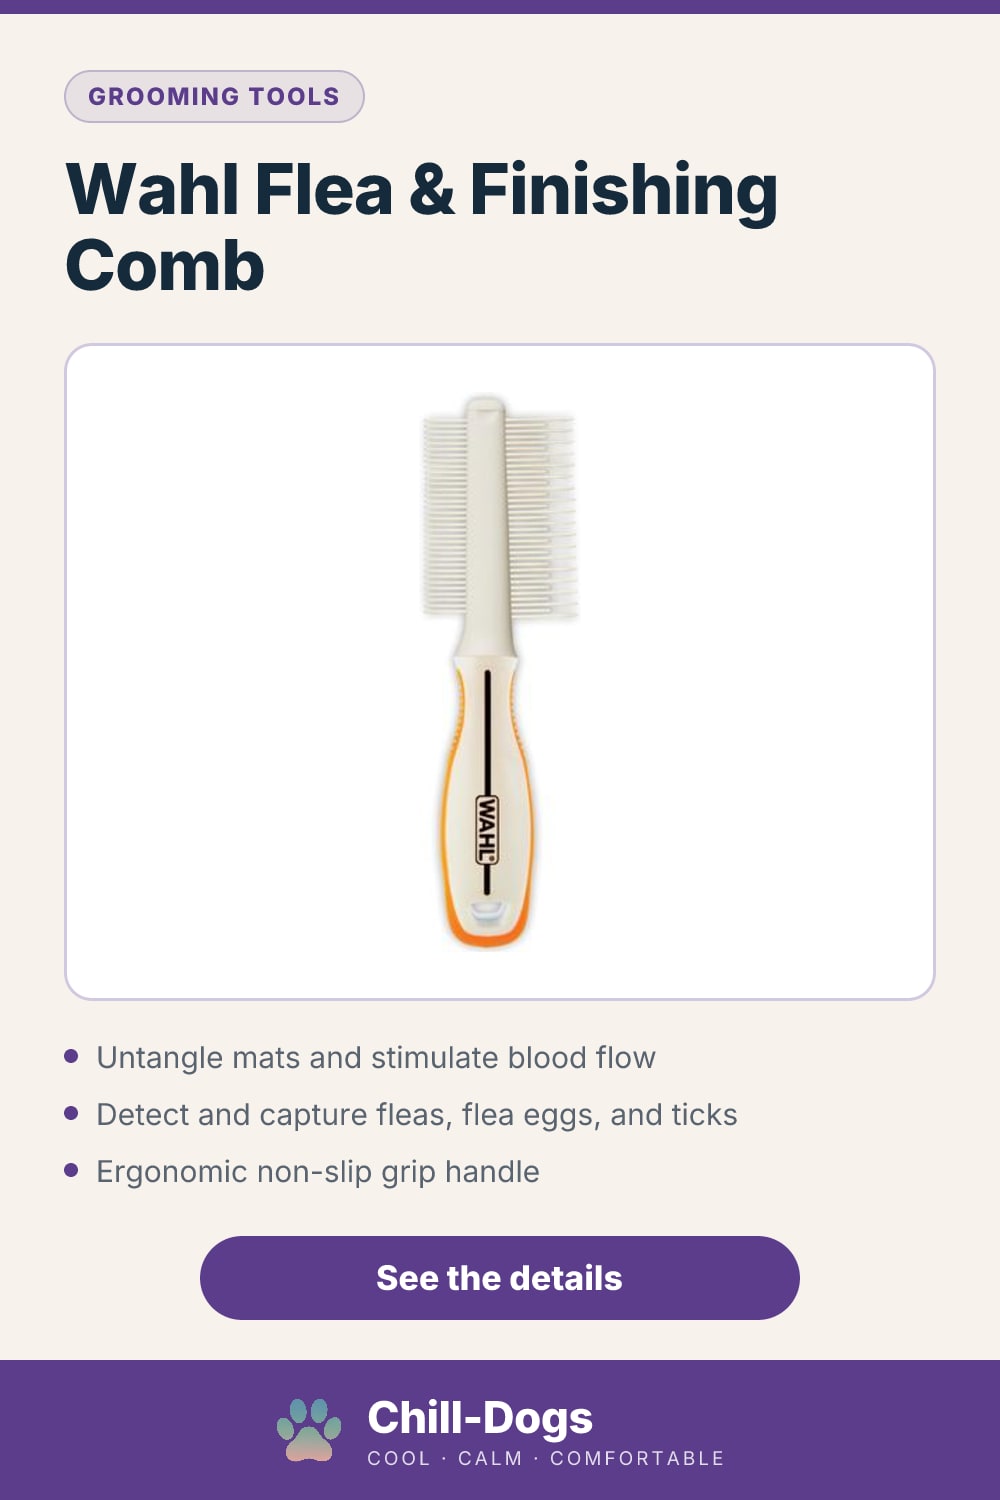 GROOMING TOOLS
Wahl Flea & Finishing
Comb
WAHL®
Untangle mats and stimulate blood flow
Detect and capture fleas, flea eggs, and ticks
Ergonomic non-slip grip handle
See the details
Chill-Dogs
COOL · CALM · COMFORTABLE